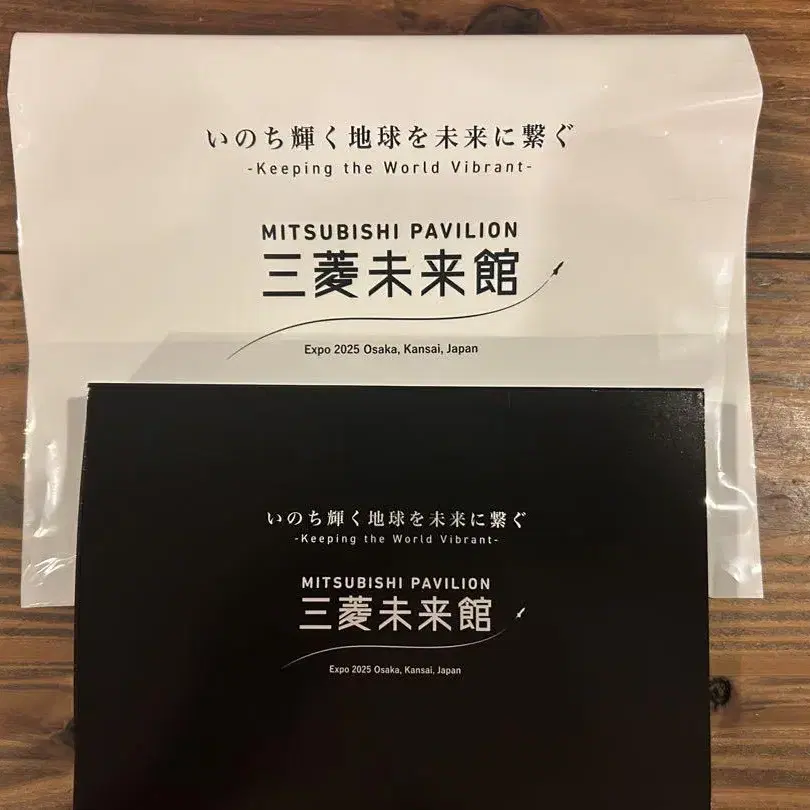 いのち輝く地球を未来に繋ぐ
-Keeping the World Vibrant-
MITSUBISHI PAVILION
三菱未来館
Expo 2025 Osaka, Kansai, Japan
いのち輝く地球を未来に繋ぐ
-Keeping the World Vibrant-
MITSUBISHI PAVILION
三菱未来館
Expo 2025 Osaka, Kansai, Japan